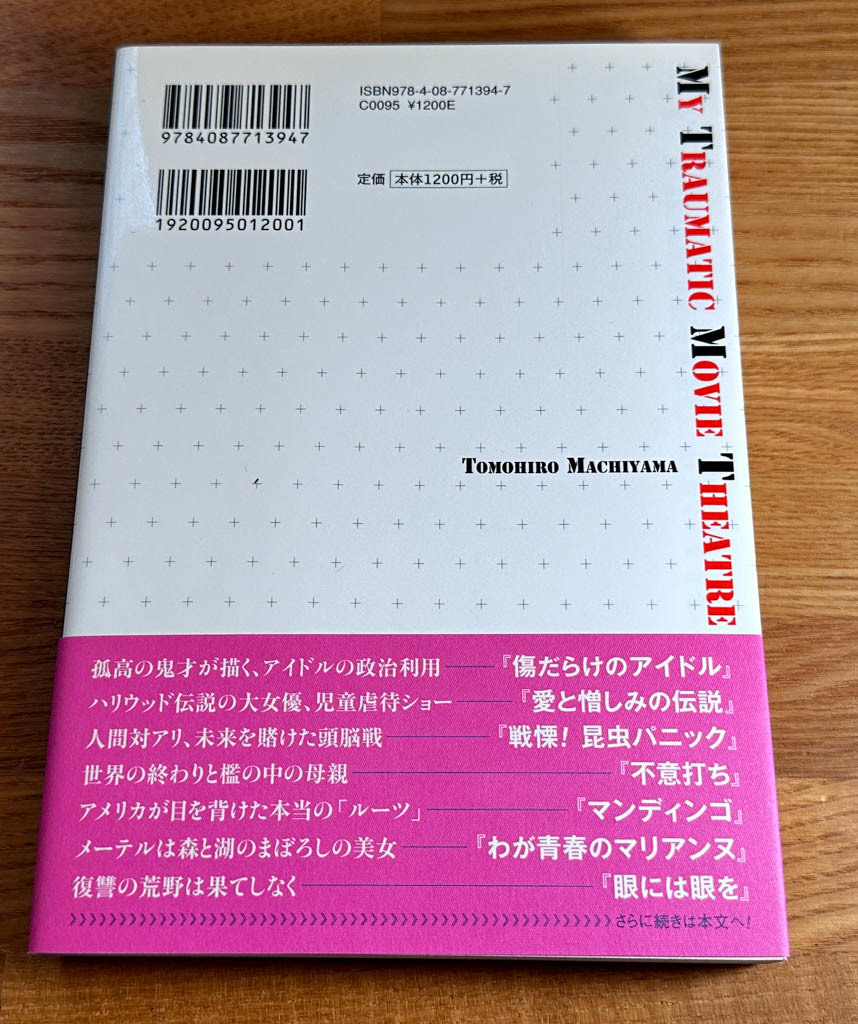 ISBN978-4-08-771394-7
C0095 ¥1200E
9784087713947
定価 本体1200円+税
1920095012001
MY TRAUMATIC MOVIE THEATRE
TOMOHIRO MACHIYAMA
孤高の鬼才が描く、アイドルの政治利用――『傷だらけのアイドル』
ハリウッド伝説の大女優、児童虐待ショー――『愛と憎しみの伝説』
人間対アリ、未来を賭けた頭脳戦――『戦慄! 昆虫パニック』
世界の終わりと檻の中の母親――『不意打ち』
アメリカが目を背けた本当の「ルーツ」――『マンディンゴ』
メーテルは森と湖のまぼろしの美女――『わが青春のマリアンヌ』
復讐の荒野は果てしなく――『眼には眼を』
さらに続きは本文へ!